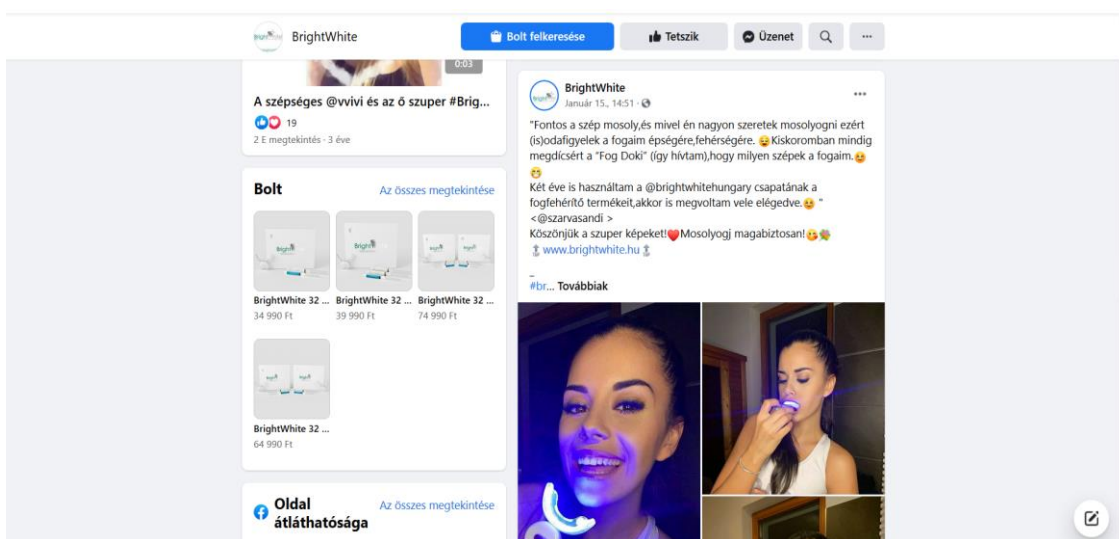 BrightWhite
Bolt felkeresése
Tetszik
Üzenet
0:03
A szépséges @vvivi és az ő szuper #Brig...
19
2 E megtekintés · 3 éve
Bolt
Az összes megtekintése
BrightWhite 32 ...
34 990 Ft
BrightWhite 32 ...
39 990 Ft
BrightWhite 32 ...
74 990 Ft
BrightWhite 32 ...
64 990 Ft
Oldal
átláthatósága
Az összes megtekintése
BrightWhite
Január 15., 14:51 ·
"Fontos a szép mosoly,és mivel én nagyon szeretek mosolyogni ezért
(is)odafigyelek a fogaim épségére,fehérségére. 😌Kiskoromban mindig
megdícsért a "Fog Doki" (így hívtam),hogy milyen szépek a fogaim.😆
😁
Két éve is használtam a @brightwhitehungary csapatának a
fogfehérítő termékeit,akkor is megvoltam vele elégedve.😆 "
<@szarvasandi >
Köszönjük a szuper képeket!❤️Mosolyogj magabiztosan!😘💐
www.brightwhite.hu
_
#br... Továbbiak